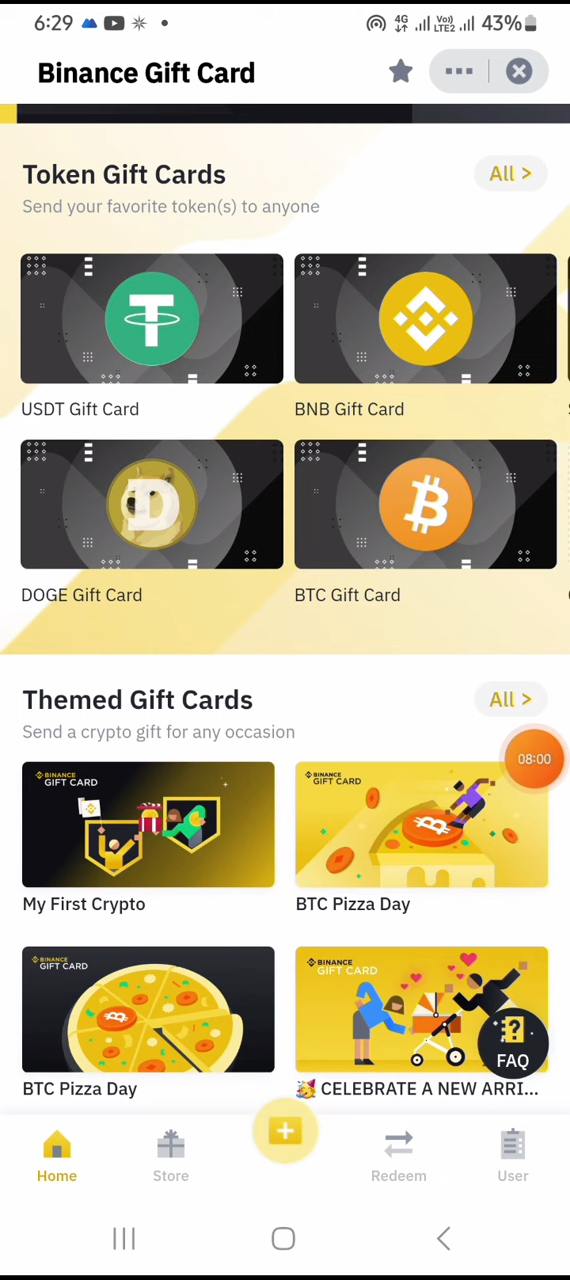 6:29 4G Vo)) LTE2 43%
Binance Gift Card
Token Gift Cards All >
Send your favorite token(s) to anyone
USDT Gift Card BNB Gift Card
DOGE Gift Card BTC Gift Card
Themed Gift Cards All >
Send a crypto gift for any occasion
08:00
BINANCE
GIFT CARD
BINANCE
GIFT CARD
My First Crypto BTC Pizza Day
BINANCE
GIFT CARD
BINANCE
GIFT CARD
FAQ
BTC Pizza Day 🥳 CELEBRATE A NEW ARRI...
Home Store Redeem User